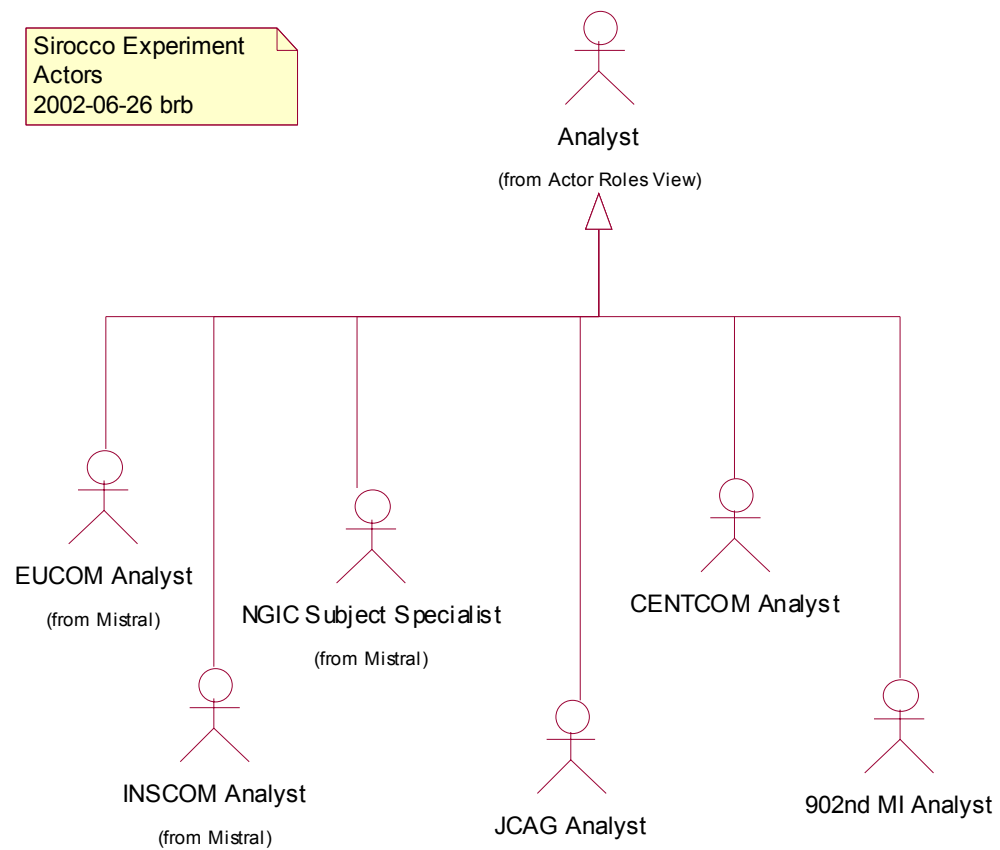 Sirocco Experiment
Actors
2002-06-26 brb
Analyst
(from Actor Roles View)
EUCOM Analyst
(from Mistral)
NGIC Subject Specialist
(from Mistral)
CENTCOM Analyst
INSCOM Analyst
(from Mistral)
JCAG Analyst
902nd MI Analyst